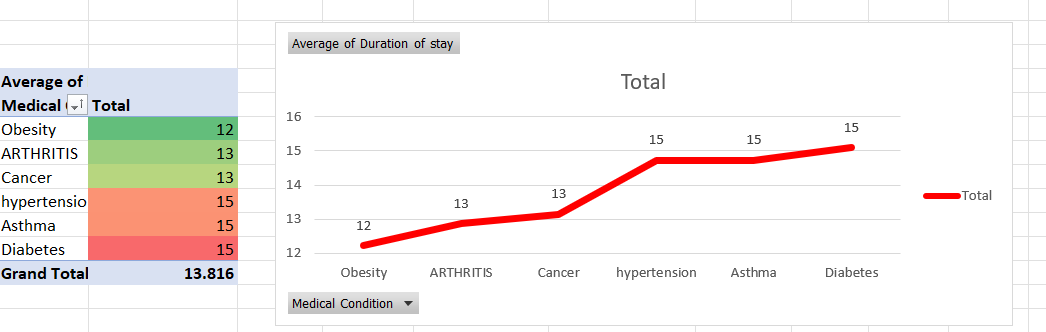 Average of
Medical Total
Obesity 12
ARTHRITIS 13
Cancer 13
hypertensio 15
Asthma 15
Diabetes 15
Grand Total 13.816
Average of Duration of stay
Total
16
15
14
13
12
12
13
13
15
15
15
Obesity ARTHRITIS Cancer hypertension Asthma Diabetes
Total
Medical Condition